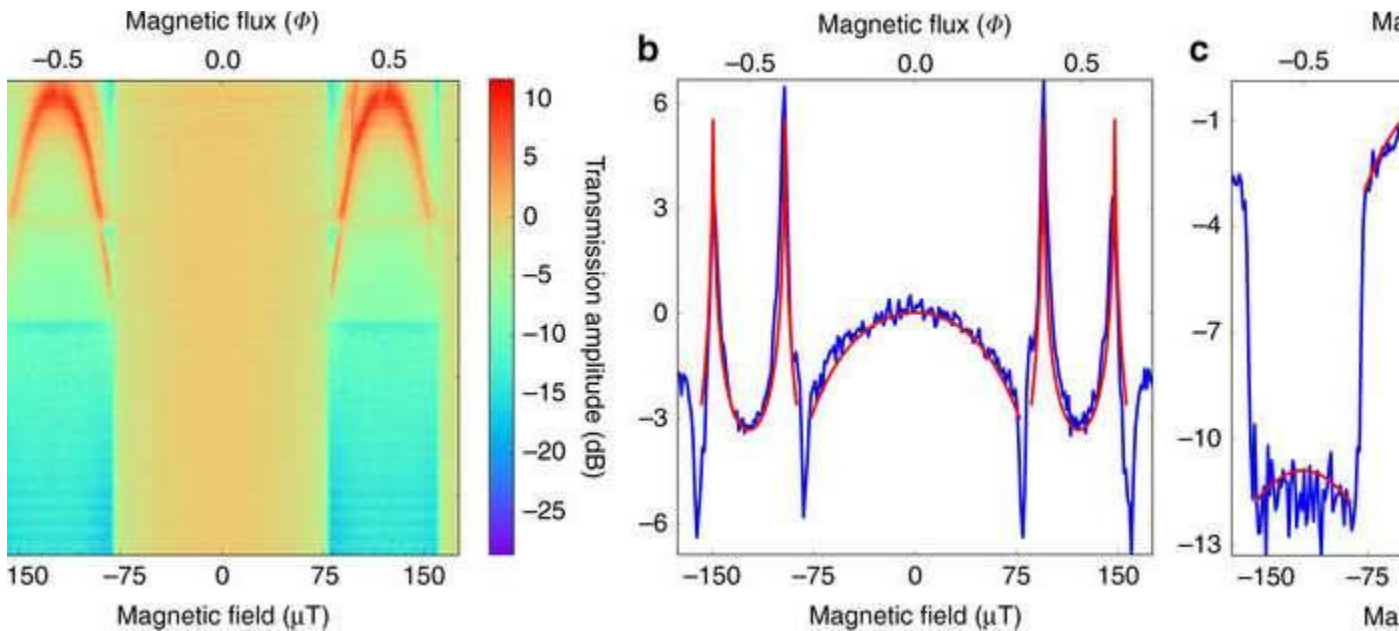 Magnetic flux (Φ)
−0.5 0.0 0.5
10
5
0
−5
−10
−15
−20
−25
Transmission amplitude (dB)
150 −75 0 75 150
Magnetic field (μT)
b
Magnetic flux (Φ)
−0.5 0.0 0.5
6
3
0
−3
−6
−150 −75 0 75 150
Magnetic field (μT)
c
Ma
−0.5
−1
−4
−7
−10
−13
−150 −75
Ma